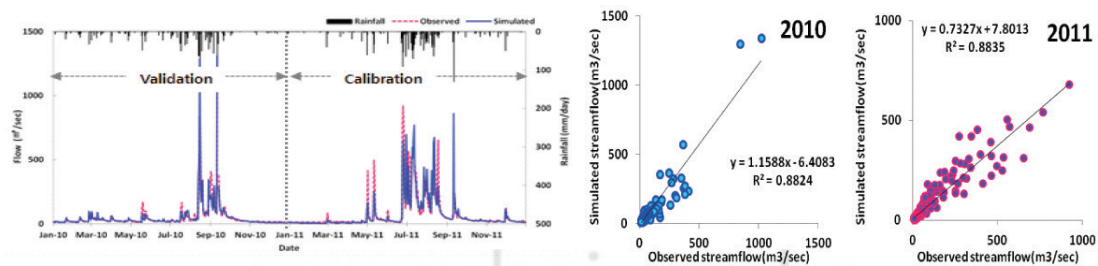 Rainfall Observed Simulated
1500
1000
500
0
Flow (m³/sec)
0
100
200
300
400
500
Rainfall (mm/day)
Validation
Calibration
Jan-10 Mar-10 May-10 Jul-10 Sep-10 Nov-10 Jan-11 Mar-11 May-11 Jul-11 Sep-11 Nov-11
Date
2010
1500
1000
500
0
Simulated streamflow(m3/sec)
y = 1.1588x - 6.4083
R² = 0.8824
0 500 1000 1500
Observed streamflow(m3/sec)
2011
y = 0.7327x + 7.8013
R² = 0.8835
1000
800
600
400
200
0
Simulated streamflow(m3/sec)
0 500 1000
Observed streamflow(m3/sec)